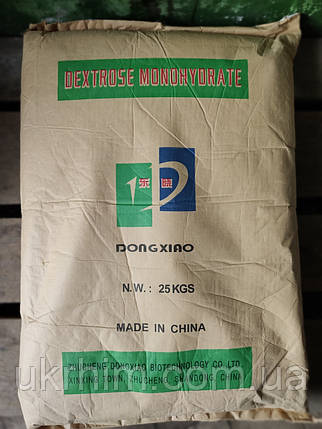 DEXTROSE MONOHYDRATE
东晓
DONGXIAO
N.W.: 25KGS
MADE IN CHINA
ZHUCHENG DONGXIAO BIOTECHNOLOGY CO.,LTD.
XINXING TOWN, ZHUCHENG, SHANDONG, CHINA